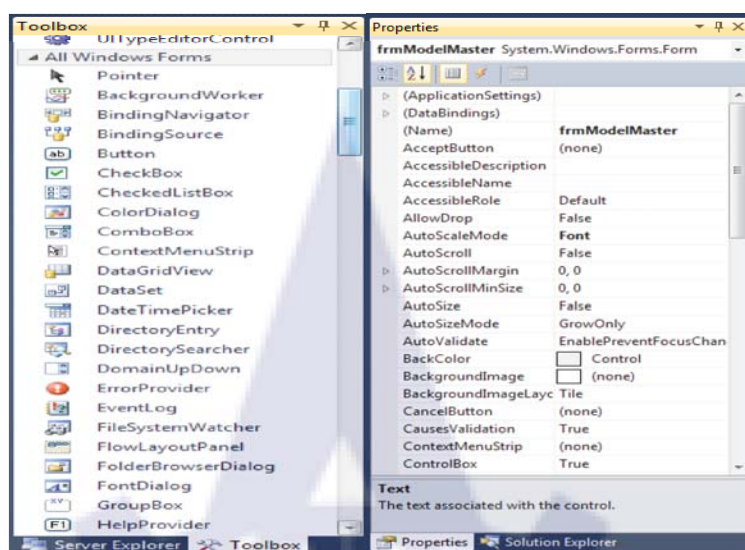 Toolbox
UITypeEditorControl
All Windows Forms
Pointer
BackgroundWorker
BindingNavigator
BindingSource
ab Button
CheckBox
CheckedListBox
ColorDialog
ComboBox
ContextMenuStrip
DataGridView
DataSet
DateTimePicker
DirectoryEntry
DirectorySearcher
DomainUpDown
ErrorProvider
EventLog
FileSystemWatcher
FlowLayoutPanel
FolderBrowserDialog
FontDialog
GroupBox
F1 HelpProvider
Server Explorer Toolbox
Properties
frmModelMaster System.Windows.Forms.Form
(ApplicationSettings)
(DataBindings)
(Name) frmModelMaster
AcceptButton (none)
AccessibleDescription
AccessibleName
AccessibleRole Default
AllowDrop False
AutoScaleMode Font
AutoScroll False
AutoScrollMargin 0, 0
AutoScrollMinSize 0, 0
AutoSize False
AutoSizeMode GrowOnly
AutoValidate EnablePreventFocusChan
BackColor Control
BackgroundImage (none)
BackgroundImageLayc Tile
CancelButton (none)
CausesValidation True
ContextMenuStrip (none)
ControlBox True
Text
The text associated with the control.
Properties Solution Explorer